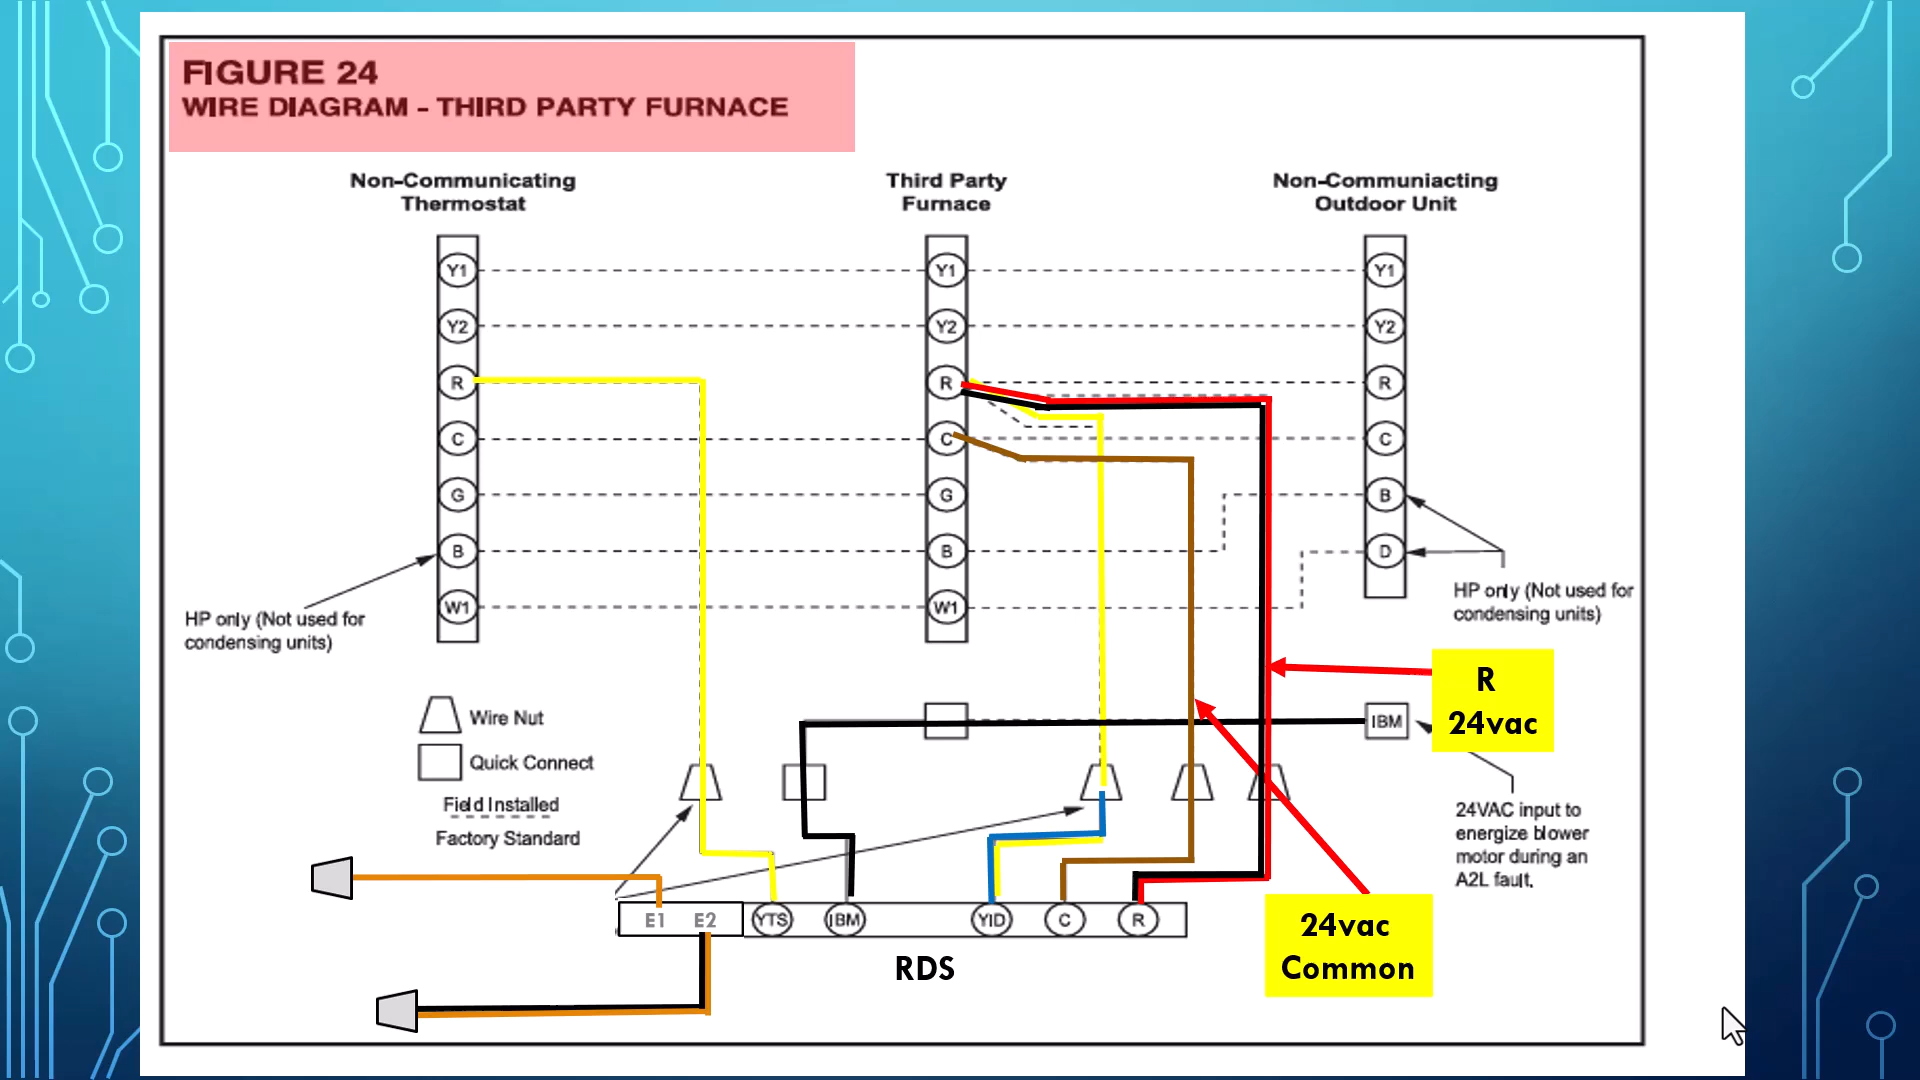 FIGURE 24
WIRE DIAGRAM - THIRD PARTY FURNACE
Non-Communicating
Thermostat
Third Party
Furnace
Non-Communiacting
Outdoor Unit
Y1
Y1
Y1
Y2
Y2
Y2
R
R
R
C
C
C
G
G
B
B
B
D
W1
W1
HP only (Not used for
condensing units)
HP only (Not used for
condensing units)
R
24vac
Wire Nut
Quick Connect
Field Installed
Factory Standard
IBM
24VAC input to
energize blower
motor during an
A2L fault.
E1 E2 YTS IBM YID C R
RDS
24vac
Common